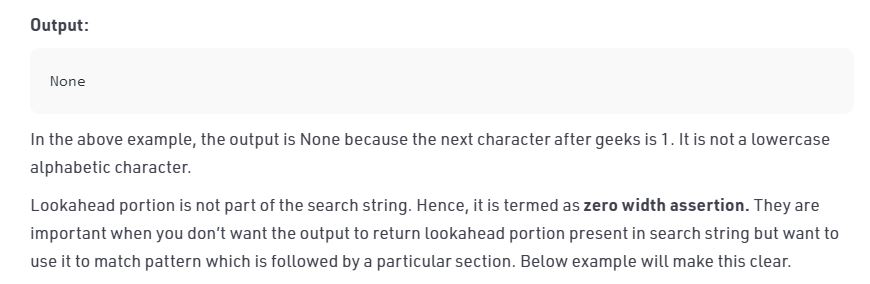 Output:
None
In the above example, the output is None because the next character after geeks is 1. It is not a lowercase
alphabetic character.
Lookahead portion is not part of the search string. Hence, it is termed as zero width assertion. They are
important when you don’t want the output to return lookahead portion present in search string but want to
use it to match pattern which is followed by a particular section. Below example will make this clear.